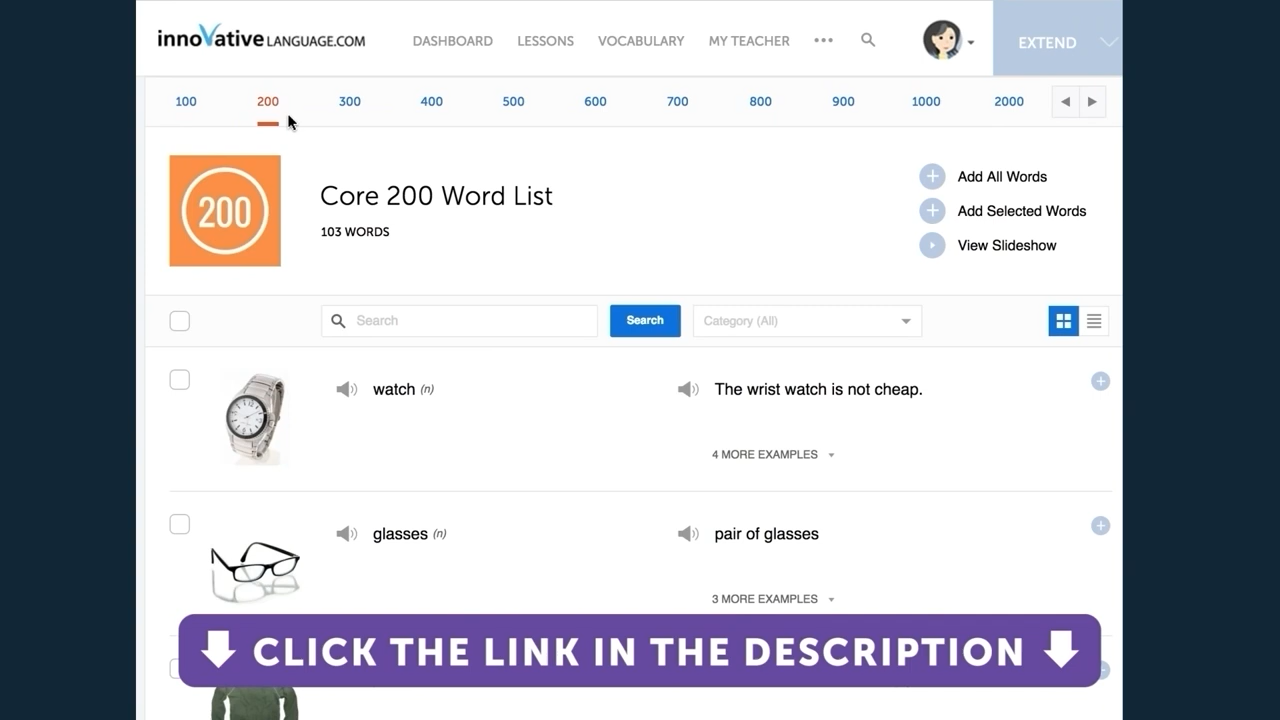 innoVative LANGUAGE.COM DASHBOARD LESSONS VOCABULARY MY TEACHER ••• EXTEND
100 200 300 400 500 600 700 800 900 1000 2000
200
Core 200 Word List
103 WORDS
Add All Words
Add Selected Words
View Slideshow
Search Search Category (All)
watch (n) The wrist watch is not cheap.
4 MORE EXAMPLES
glasses (n) pair of glasses
3 MORE EXAMPLES
CLICK THE LINK IN THE DESCRIPTION